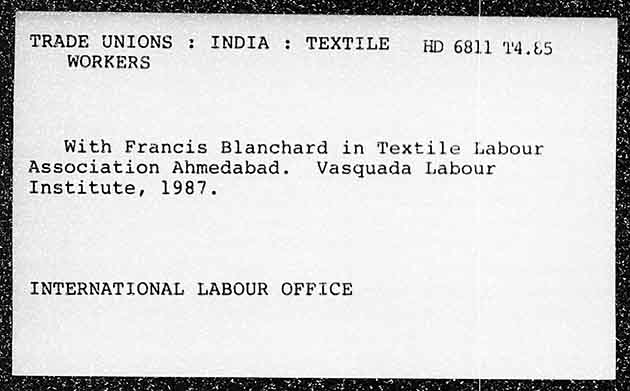 TRADE UNIONS : INDIA : TEXTILE HD 6811 T4.85
WORKERS
With Francis Blanchard in Textile Labour
Association Ahmedabad. Vasquada Labour
Institute, 1987.
INTERNATIONAL LABOUR OFFICE